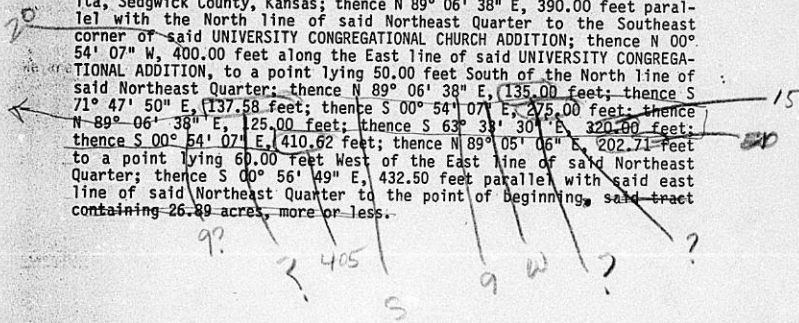 ita, Sedgwick County, Kansas; thence N 89° 06' 38" E, 390.00 feet paral-
lel with the North line of said Northeast Quarter to the Southeast
20
corner of said UNIVERSITY CONGREGATIONAL CHURCH ADDITION; thence N 00°
54' 07" W, 400.00 feet along the East line of said UNIVERSITY CONGREGA-
TIONAL ADDITION, to a point lying 50.00 feet South of the North line of
said Northeast Quarter; thence N 89° 06' 38" E, 135.00 feet; thence S
71° 47' 50" E, 137.58 feet; thence S 00° 54' 07" E, 275.00 feet; thence
15
N 89° 06' 38" E, 125.00 feet; thence S 63° 33' 30" E 320.00 feet;
thence S 00° 54' 07" E, 410.62 feet; thence N 89° 05' 06" E, 202.71 feet
to a point lying 60.00 feet West of the East line of said Northeast
Quarter; thence S 00° 56' 49" E, 432.50 feet parallel with said east
line of said Northeast Quarter to the point of beginning, said tract
containing 26.89 acres, more or less.
9? ? 405 S 9 W ? ?